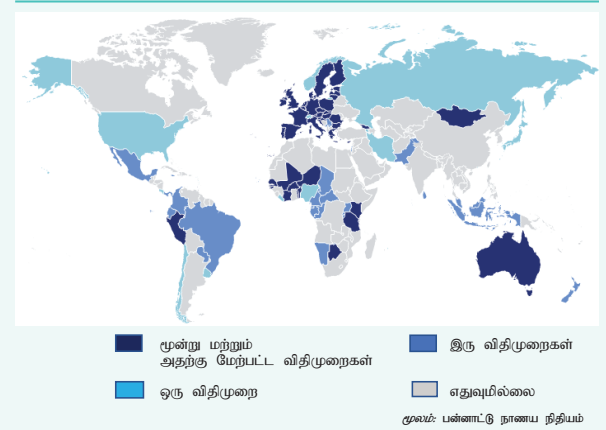 மூன்று மற்றும்
அதற்கு மேற்பட்ட விதிமுறைகள்
இரு விதிமுறைகள்
ஒரு விதிமுறை
எதுவுமில்லை
மூலம்: பன்னாட்டு நாணய நிதியம்